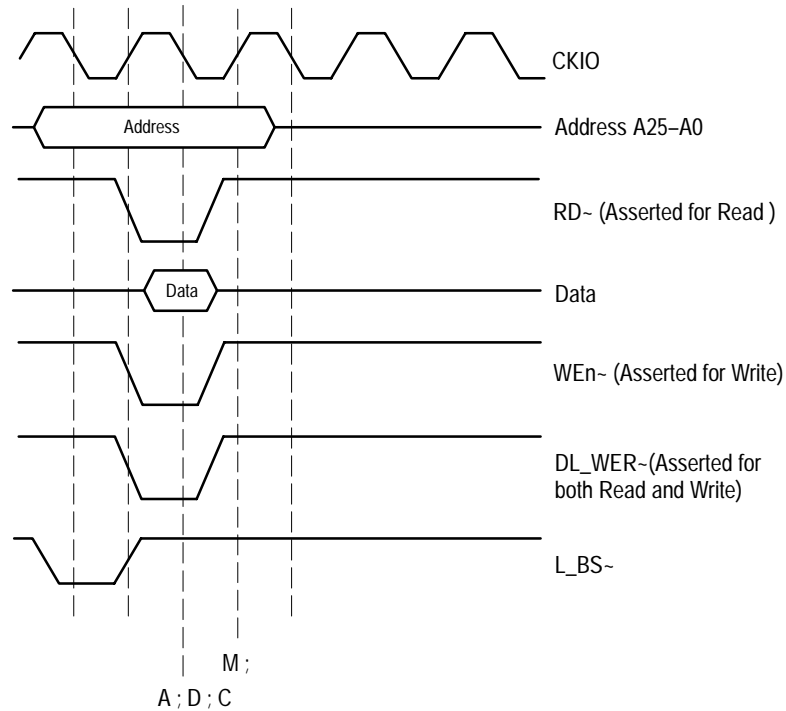 CKIO
Address
Address A25–A0
RD~ (Asserted for Read )
Data
Data
WEn~ (Asserted for Write)
DL_WER~(Asserted for
both Read and Write)
L_BS~
M ;
A ; D ; C